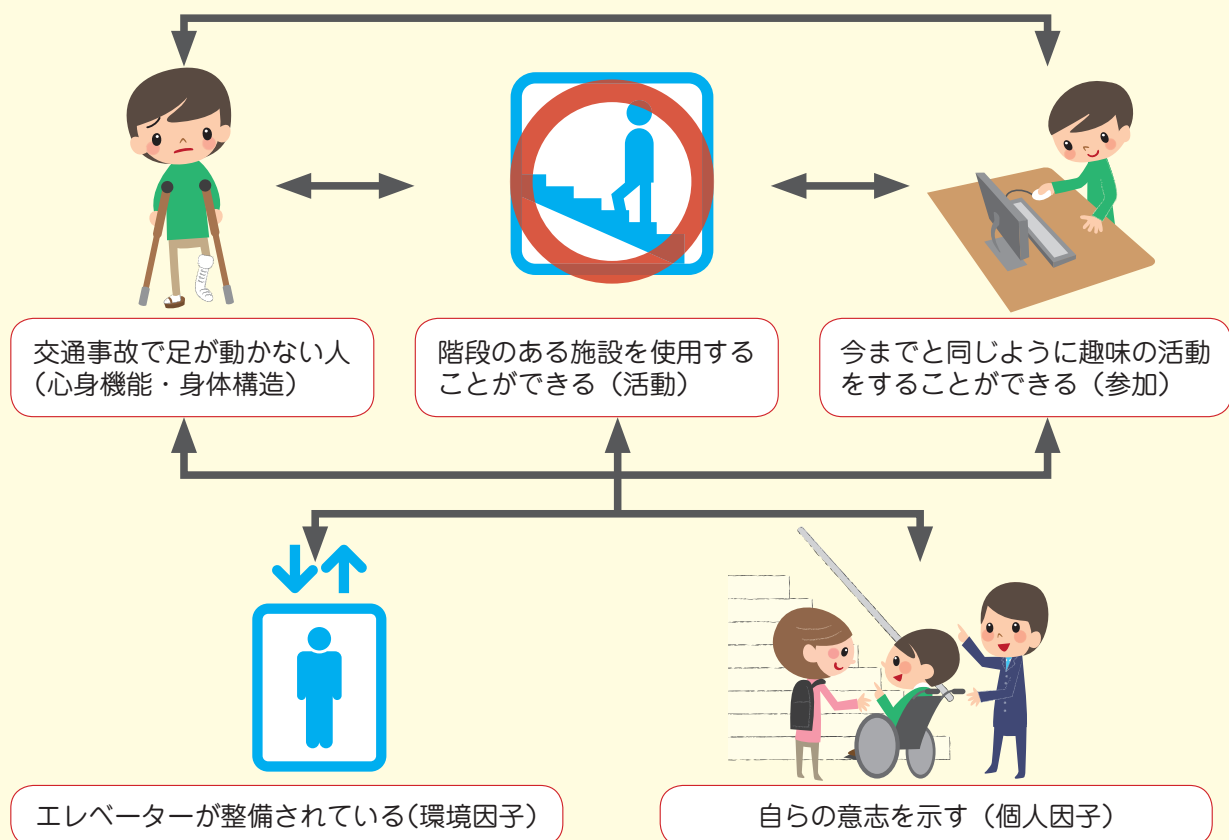 交通事故で足が動かない人
(心身機能・身体構造)
階段のある施設を使用する
ことができる(活動)
今までと同じように趣味の活動
をすることができる(参加)
エレベーターが整備されている(環境因子)
自らの意志を示す(個人因子)